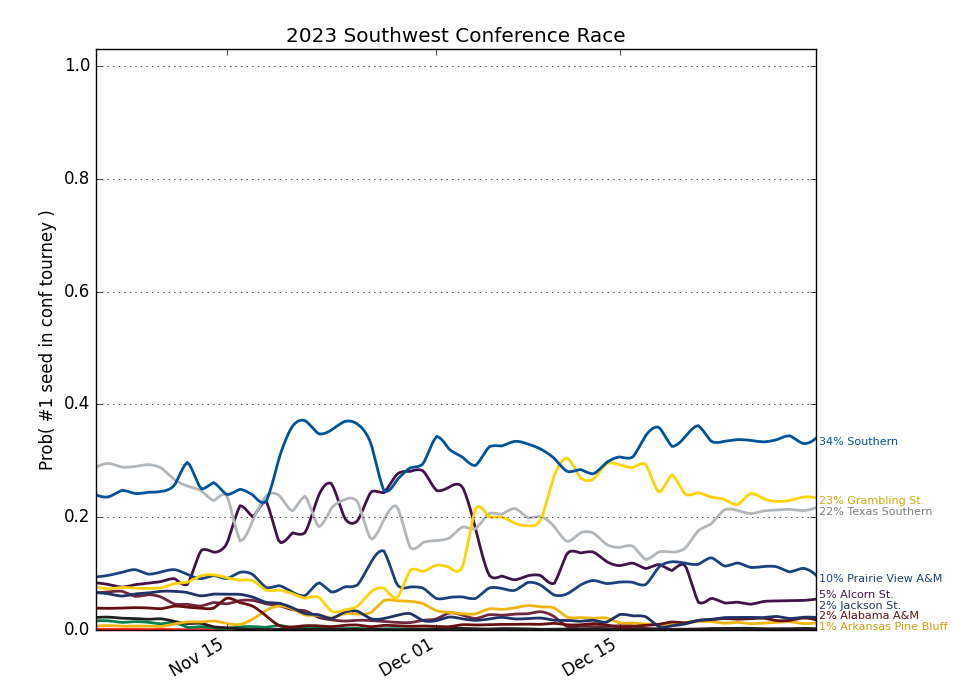 2023 Southwest Conference Race
Prob( #1 seed in conf tourney )
1.0
0.8
0.6
0.4
0.2
0.0
Nov 15
Dec 01
Dec 15
34% Southern
23% Grambling St.
22% Texas Southern
10% Prairie View A&M
5% Alcorn St.
2% Jackson St.
2% Alabama A&M
1% Arkansas Pine Bluff